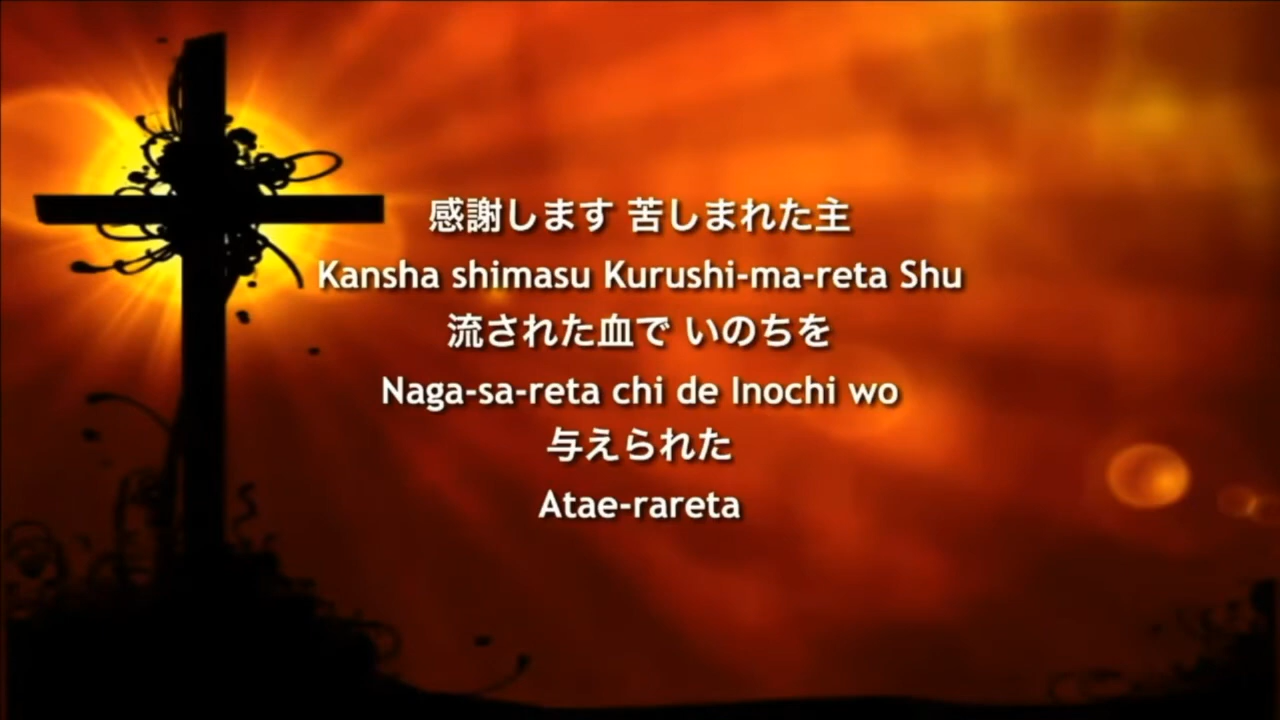 感謝します 苦しまれた主
Kansha shimasu Kurushi-ma-reta Shu
流された血で いのちを
Naga-sa-reta chi de Inochi wo
与えられた
Atae-rareta